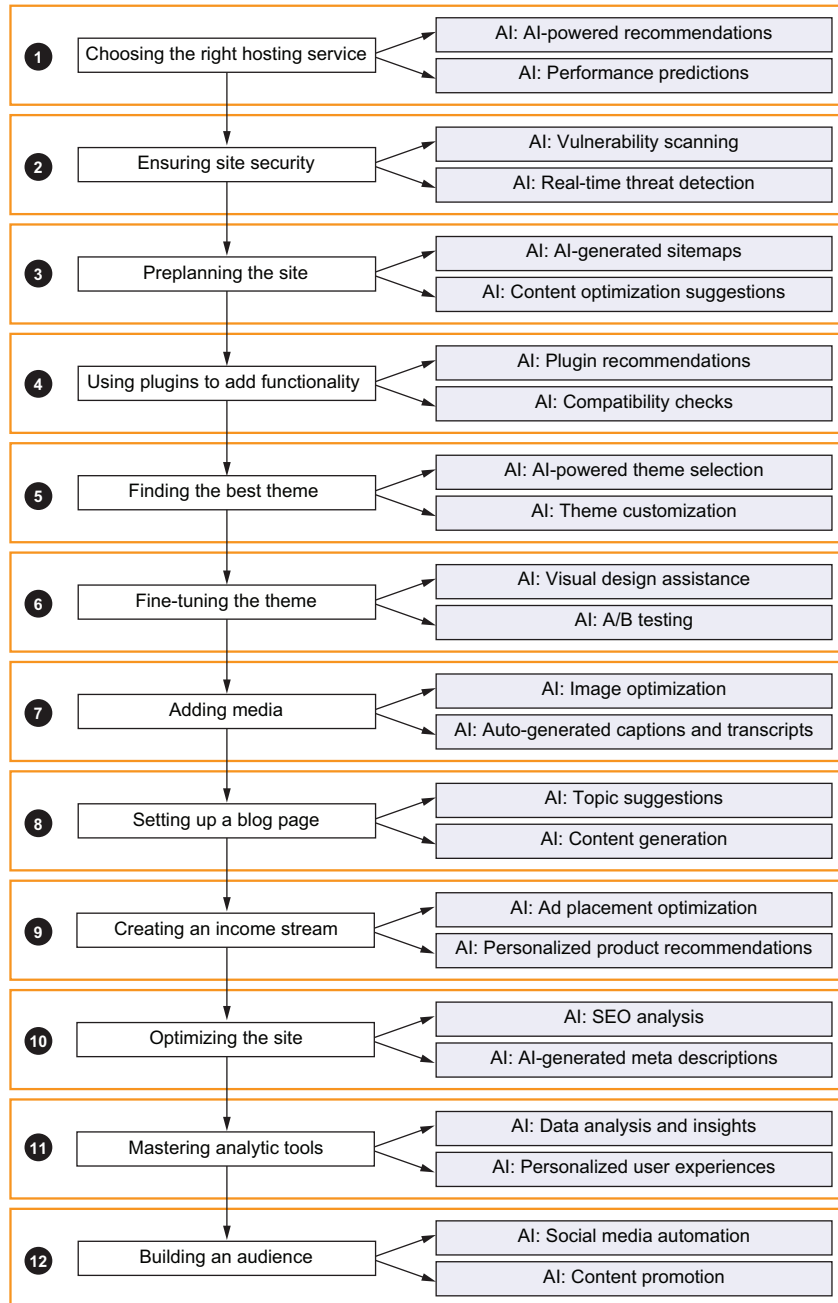 1
Choosing the right hosting service
AI: AI-powered recommendations
AI: Performance predictions
2
Ensuring site security
AI: Vulnerability scanning
AI: Real-time threat detection
3
Preplanning the site
AI: AI-generated sitemaps
AI: Content optimization suggestions
4
Using plugins to add functionality
AI: Plugin recommendations
AI: Compatibility checks
5
Finding the best theme
AI: AI-powered theme selection
AI: Theme customization
6
Fine-tuning the theme
AI: Visual design assistance
AI: A/B testing
7
Adding media
AI: Image optimization
AI: Auto-generated captions and transcripts
8
Setting up a blog page
AI: Topic suggestions
AI: Content generation
9
Creating an income stream
AI: Ad placement optimization
AI: Personalized product recommendations
10
Optimizing the site
AI: SEO analysis
AI: AI-generated meta descriptions
11
Mastering analytic tools
AI: Data analysis and insights
AI: Personalized user experiences
12
Building an audience
AI: Social media automation
AI: Content promotion